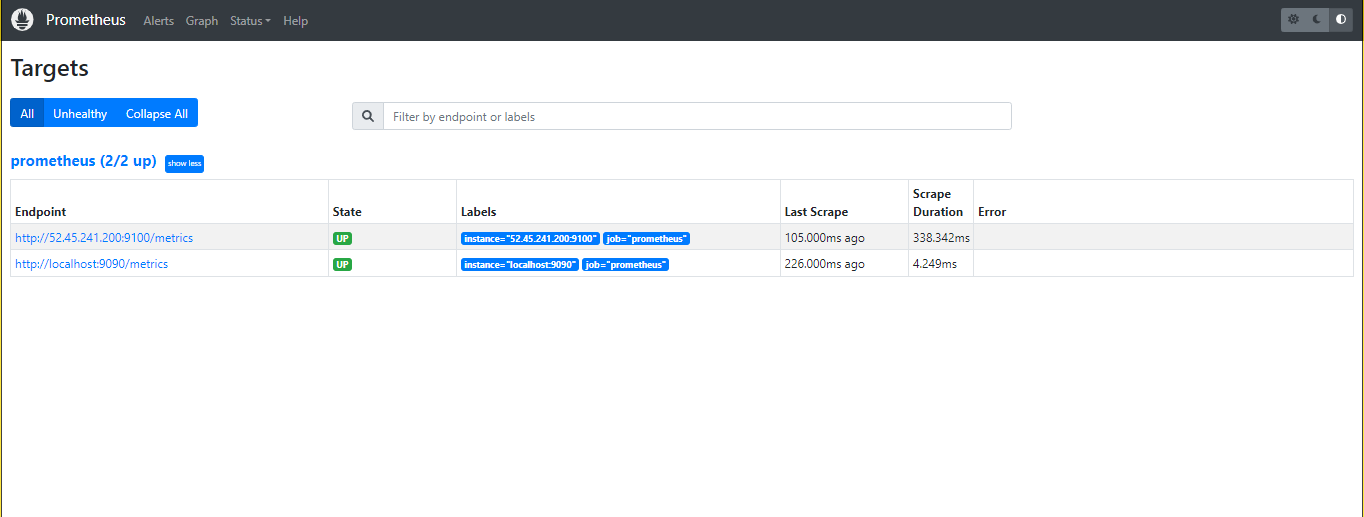 Prometheus Alerts Graph Status Help
Targets
All Unhealthy Collapse All
Filter by endpoint or labels
prometheus (2/2 up) show less
Endpoint State Labels Last Scrape Scrape Duration Error
http://52.45.241.200:9100/metrics UP instance="52.45.241.200:9100" job="prometheus" 105.000ms ago 338.342ms
http://localhost:9090/metrics UP instance="localhost:9090" job="prometheus" 226.000ms ago 4.249ms